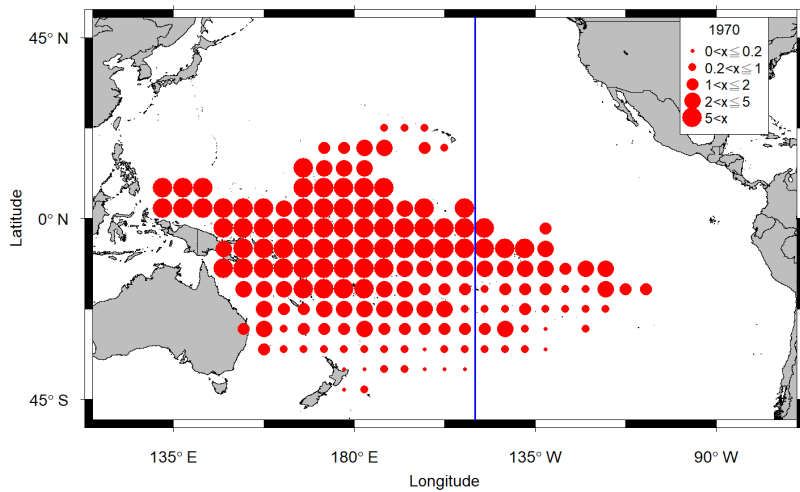 45° N
0° N
45° S
Latitude
135° E
180° E
135° W
90° W
Longitude
1970
0<x≦0.2
0.2<x≦1
1<x≦2
2<x≦5
5<x